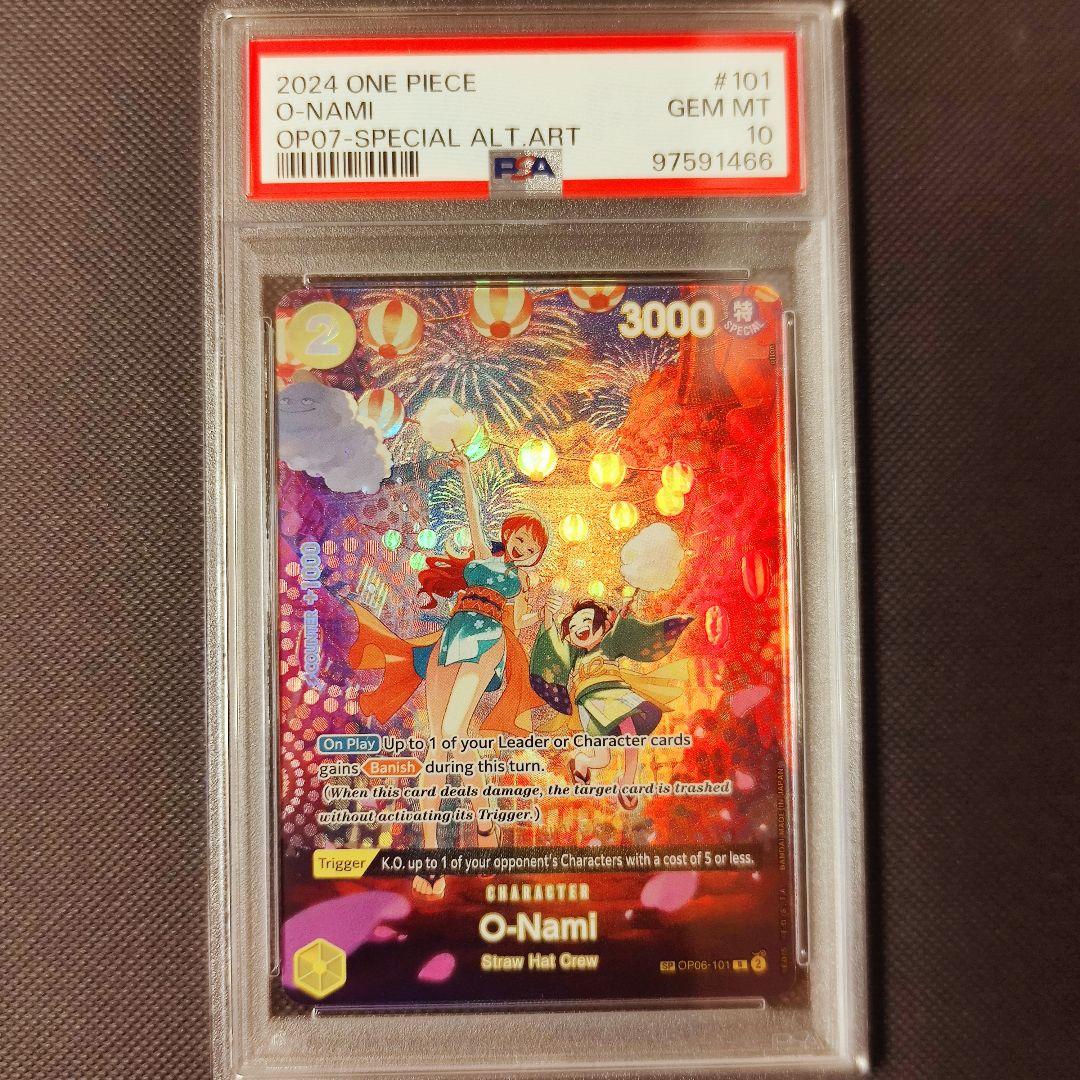 2024 ONE PIECE #101
O-NAMI GEM MT
OP07-SPECIAL ALT.ART 10
PSA 97591466
2 3000 特
SPECIAL
COUNTER +1000
On Play Up to 1 of your Leader or Character cards
gains Banish during this turn.
(When this card deals damage, the target card is trashed
without activating its Trigger.)
Trigger K.O. up to 1 of your opponent's Characters with a cost of 5 or less.
CHARACTER
O-Nami
Straw Hat Crew
SP OP06-101 R 2
BANDAI MADE IN JAPAN